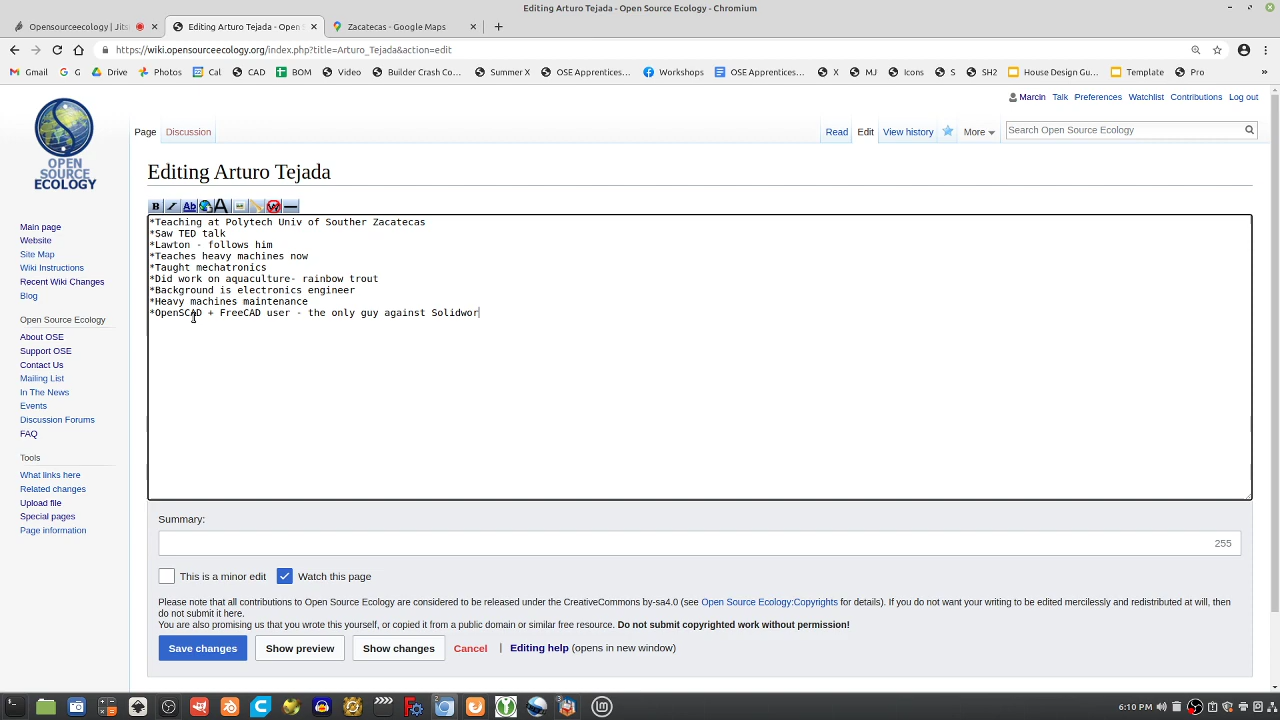 Editing Arturo Tejada - Open Source Ecology - Chromium
Opensourceecology | Jits
Editing Arturo Tejada - Open S
Zacatecas - Google Maps
https://wiki.opensourceecology.org/index.php?title=Arturo_Tejada&action=edit
Gmail G Drive Photos Cal CAD BOM Video Builder Crash Co... Summer X OSE Apprentices... Workshops OSE Apprentices... X MJ Icons S SH2 House Design Gu... Template Pro »
Marcin Talk Preferences Watchlist Contributions Log out
Page Discussion Read Edit View history More Search Open Source Ecology
OPEN
SOURCE
ECOLOGY
Main page
Website
Site Map
Wiki Instructions
Recent Wiki Changes
Blog
Open Source Ecology
About OSE
Support OSE
Contact Us
Mailing List
In The News
Events
Discussion Forums
FAQ
Tools
What links here
Related changes
Upload file
Special pages
Page information
Editing Arturo Tejada
B I Ab A
*Teaching at Polytech Univ of Souther Zacatecas
*Saw TED talk
*Lawton - follows him
*Teaches heavy machines now
*Taught mechatronics
*Did work on aquaculture- rainbow trout
*Background is electronics engineer
*Heavy machines maintenance
*OpenSCAD + FreeCAD user - the only guy against Solidwor
Summary:
255
This is a minor edit Watch this page
Please note that all contributions to Open Source Ecology are considered to be released under the CreativeCommons by-sa4.0 (see Open Source Ecology:Copyrights for details). If you do not want your writing to be edited mercilessly and redistributed at will, then
do not submit it here.
You are also promising us that you wrote this yourself, or copied it from a public domain or similar free resource. Do not submit copyrighted work without permission!
Save changes Show preview Show changes Cancel | Editing help (opens in new window)
6:10 PM